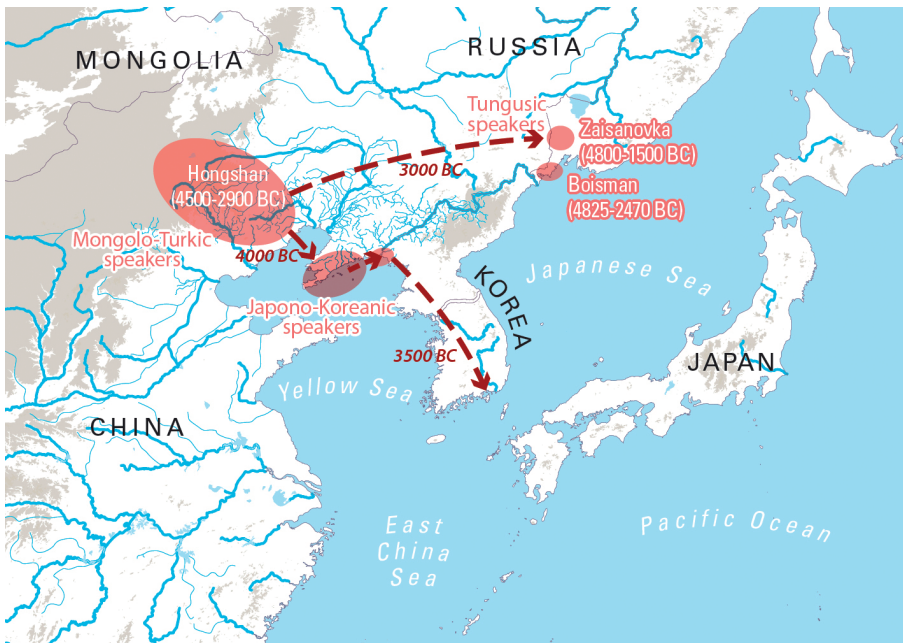 MONGOLIA
RUSSIA
Tungusic
speakers
Zaisanovka
(4800-1500 BC)
Hongshan
(4500-2900 BC)
3000 BC
Boisman
(4825-2470 BC)
Mongolo-Turkic
speakers
4000 BC
Japono-Koreanic
speakers
KOREA
Japanese Sea
3500 BC
JAPAN
Yellow Sea
CHINA
East
China
Sea
Pacific Ocean